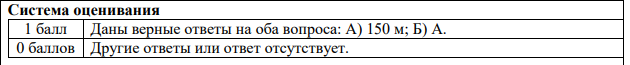 Система оценивания
1 балл Даны верные ответы на оба вопроса: А) 150 м; Б) А.
0 баллов Другие ответы или ответ отсутствует.